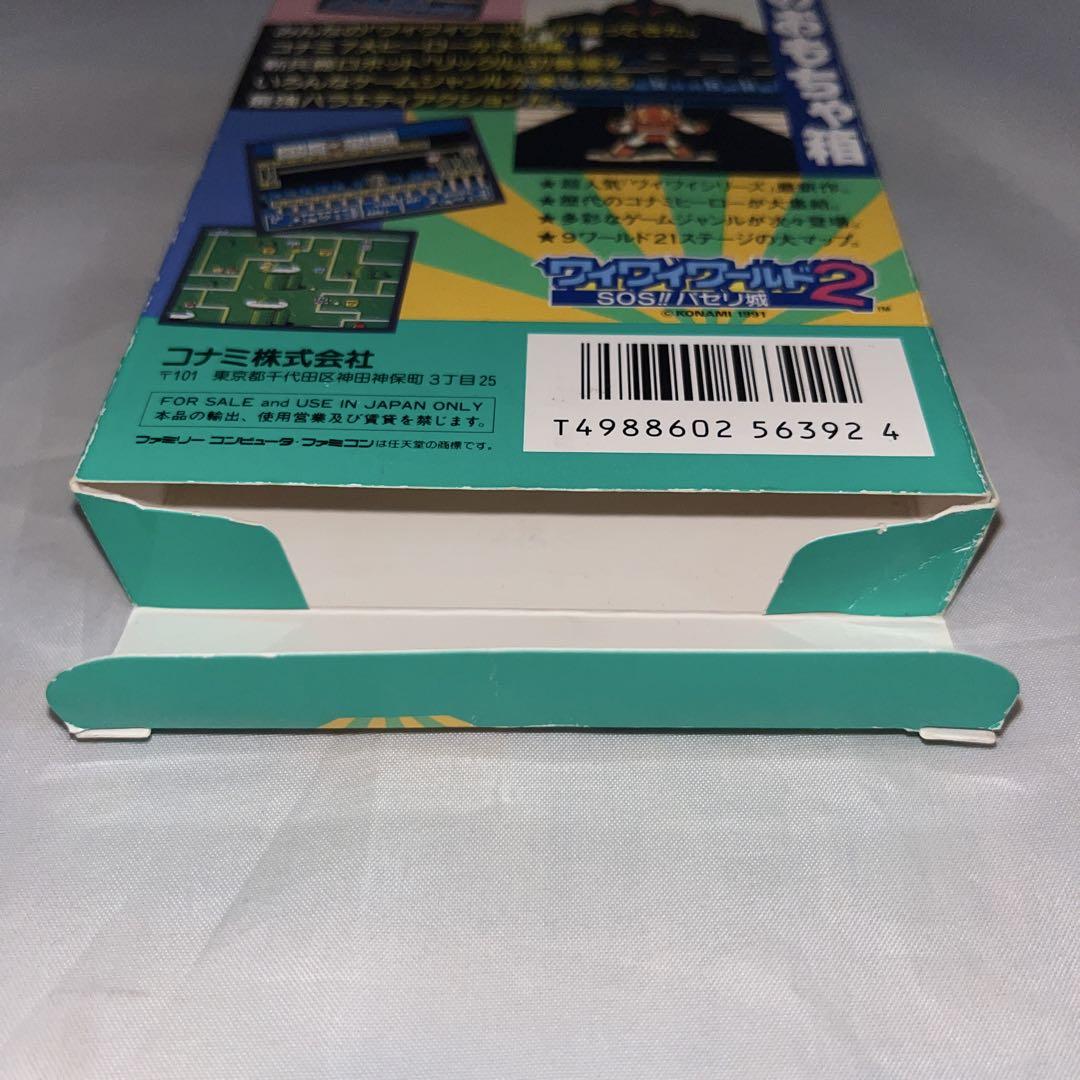 のおもちゃ箱
★超人気「ワイワイシリーズ」最新作。
★歴代のコナミヒーローが大集結。
★多彩なゲームジャンルが次々登場。
★9ワールド21ステージの大マップ。
ワイワイワールド2
SOS!!パセリ城
TM
©KONAMI 1991
コナミ株式会社
〒101 東京都千代田区神田神保町3丁目25
FOR SALE and USE IN JAPAN ONLY
本品の輸出、使用営業及び賃貸を禁じます。
ファミリーコンピュータ・ファミコンは任天堂の商標です。
T4988602 56392 4